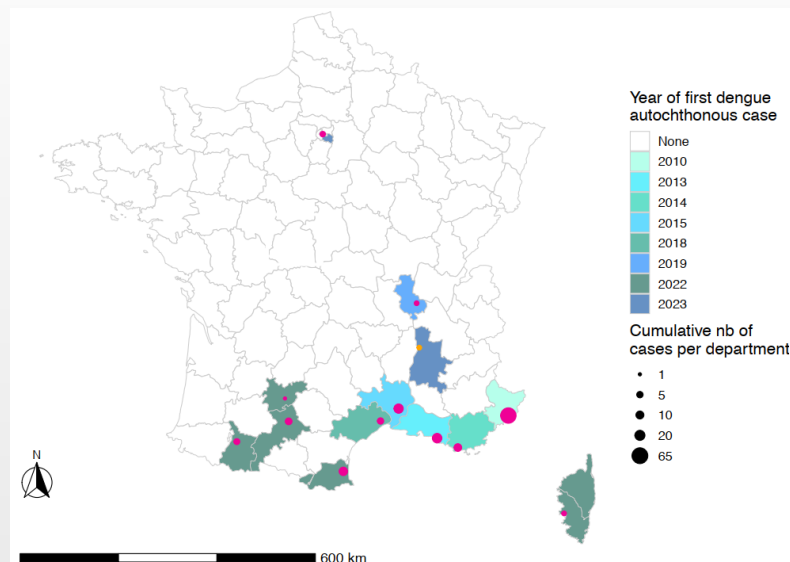 Year of first dengue
autochthonous case
None
2010
2013
2014
2015
2018
2019
2022
2023
Cumulative nb of
cases per department
1
5
10
20
65
N
600 km